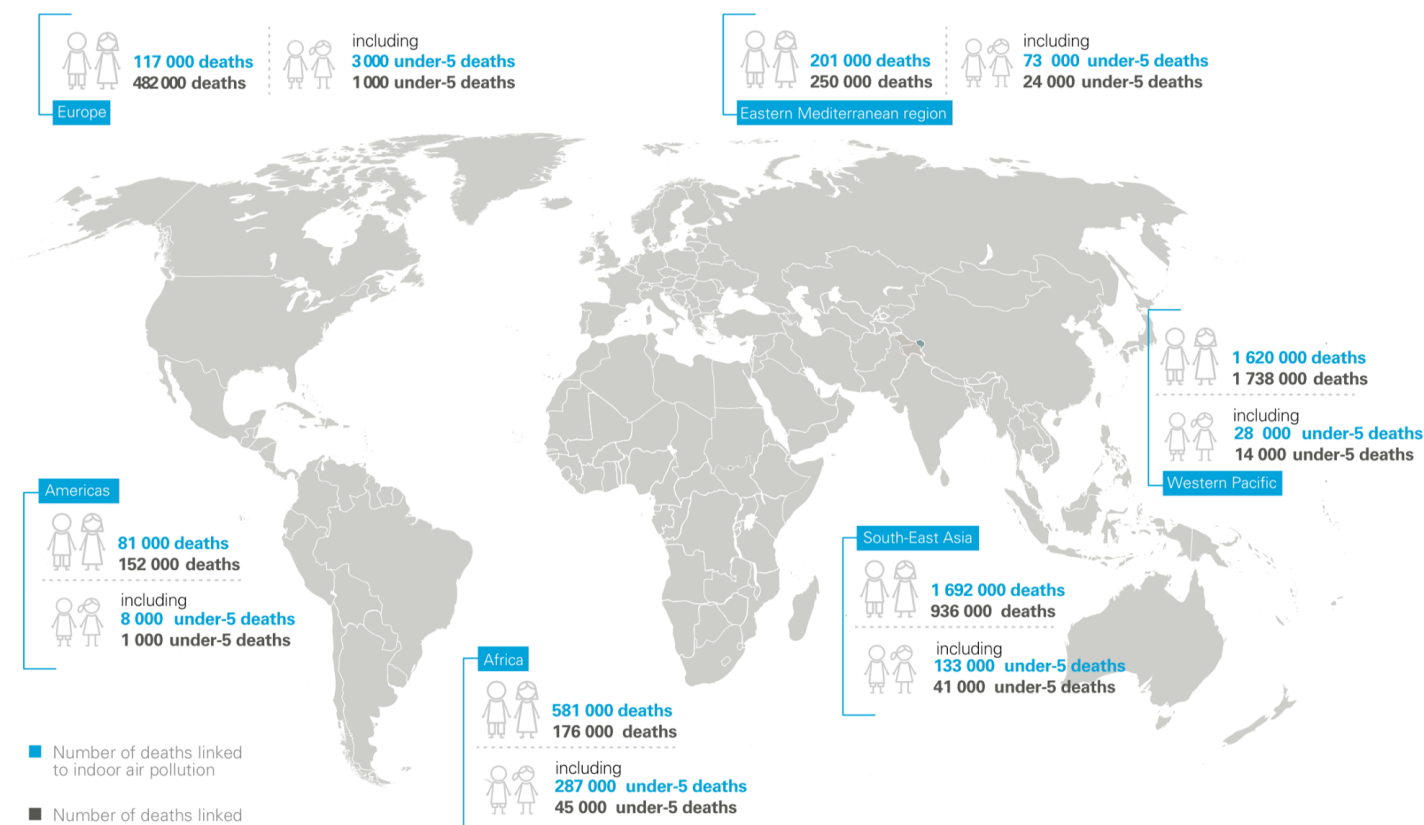 117 000 deaths
482 000 deaths
including
3 000 under-5 deaths
1 000 under-5 deaths
Europe
201 000 deaths
250 000 deaths
including
73 000 under-5 deaths
24 000 under-5 deaths
Eastern Mediterranean region
1 620 000 deaths
1 738 000 deaths
including
28 000 under-5 deaths
14 000 under-5 deaths
Western Pacific
Americas
81 000 deaths
152 000 deaths
including
8 000 under-5 deaths
1 000 under-5 deaths
South-East Asia
1 692 000 deaths
936 000 deaths
including
133 000 under-5 deaths
41 000 under-5 deaths
Africa
581 000 deaths
176 000 deaths
including
287 000 under-5 deaths
45 000 under-5 deaths
Number of deaths linked
to indoor air pollution
Number of deaths linked